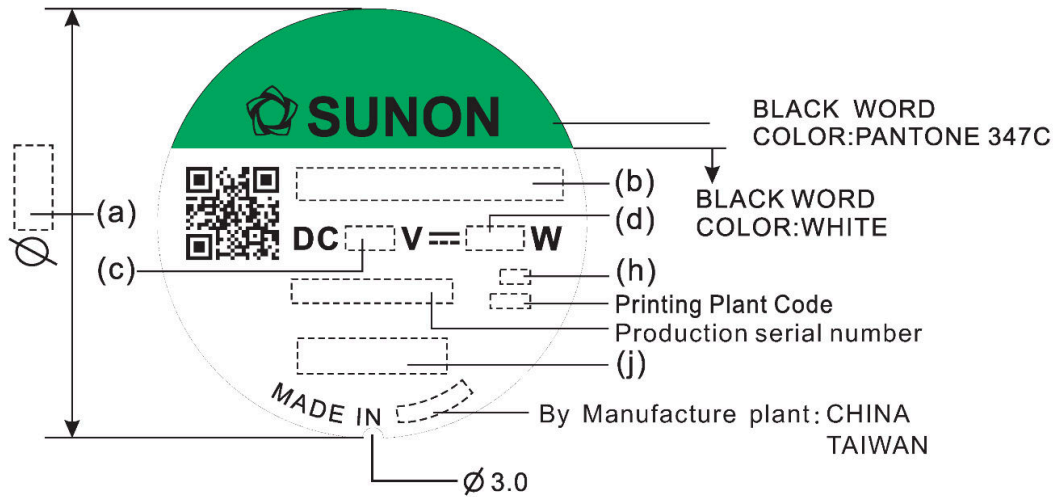 SUNON
BLACK WORD
COLOR:PANTONE 347C
(b)
BLACK WORD
COLOR:WHITE
(a)
Ø
DC V W
(d)
(c)
(h)
Printing Plant Code
Production serial number
(j)
MADE IN
By Manufacture plant: CHINA
TAIWAN
Ø 3.0